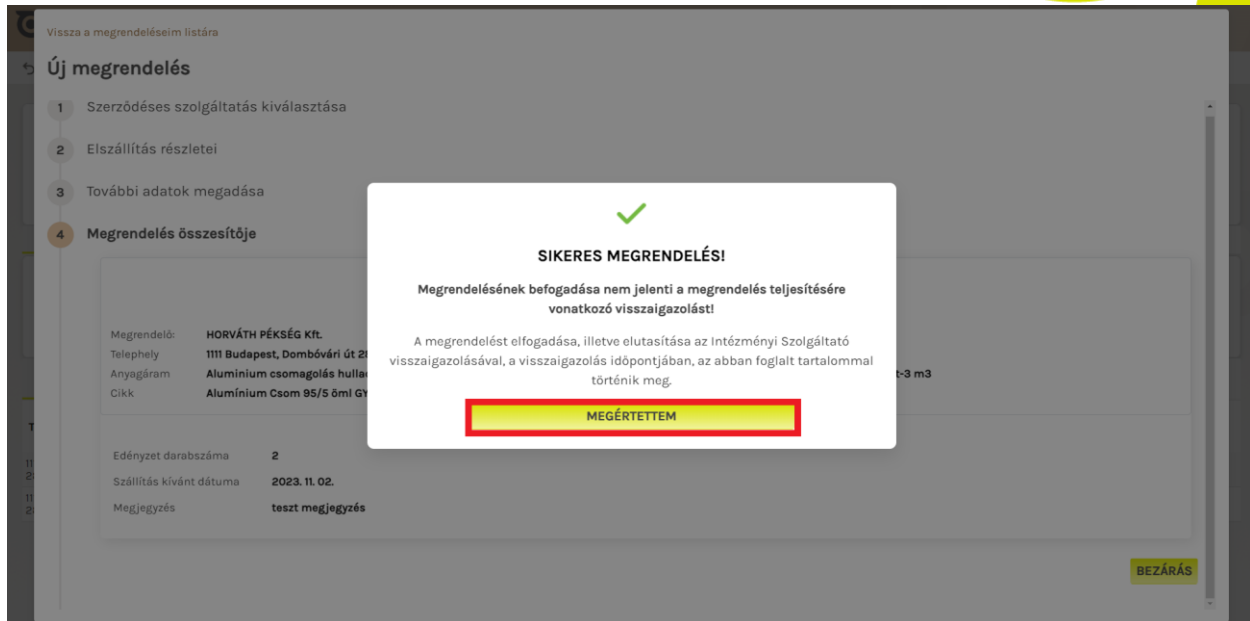 Vissza a megrendeléseim listára
Új megrendelés
1 Szerződéses szolgáltatás kiválasztása
2 Elszállítás részletei
3 További adatok megadása
4 Megrendelés összesítője
SIKERES MEGRENDELÉS!
Megrendelésének befogadása nem jelenti a megrendelés teljesítésére
vonatkozó visszaigazolást!
A megrendelést elfogadása, illetve elutasítása az Intézményi Szolgáltató
visszaigazolásával, a visszaigazolás időpontjában, az abban foglalt tartalommal
történik meg.
MEGÉRTETTEM
Megrendelő: HORVÁTH PÉKSÉG Kft.
Telephely 1111 Budapest, Dombóvári út
Anyagáram Aluminium csomagolás t-3 m3
Cikk Alumínium Csom 95/5 öml
Edényzet darabszáma 2
Szállítás kívánt dátuma 2023. 11. 02.
Megjegyzés teszt megjegyzés
BEZÁRÁS